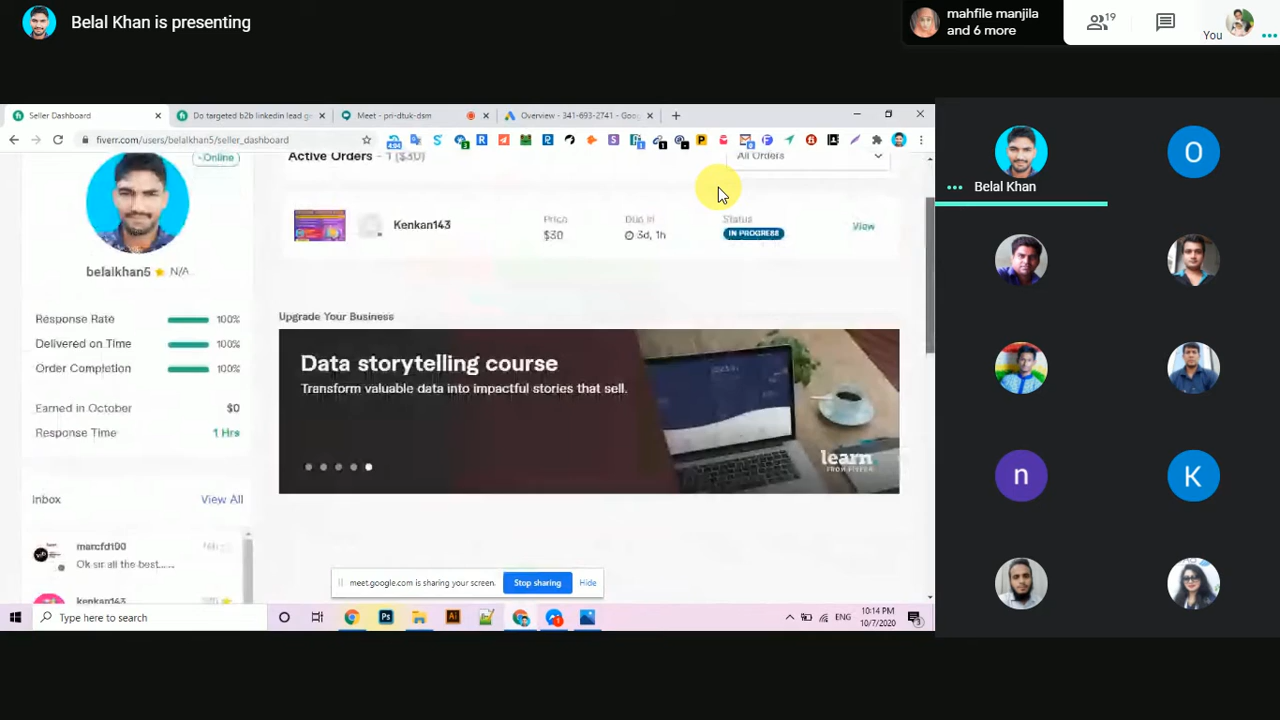 Belal Khan is presenting
mahfile manjila
and 6 more
19
You
Seller Dashboard
Do targeted b2b linkedin lead ge
Meet - pri-dtuk-dsm
Overview - 341-693-2741 - Goog
fiverr.com/users/belalkhan5/seller_dashboard
Online
Active Orders - 1 ($30)
All Orders
Kenkan143
Price
$30
Due In
3d, 1h
Status
IN PROGRESS
View
belalkhan5
N/A
Response Rate
100%
Delivered on Time
100%
Order Completion
100%
Earned in October
$0
Response Time
1 Hrs
Upgrade Your Business
Data storytelling course
Transform valuable data into impactful stories that sell.
learn
FROM FIVERR
Inbox
View All
marcfd100
Ok sir all the best......
kenkan143
meet.google.com is sharing your screen.
Stop sharing
Hide
Type here to search
ENG
10:14 PM
10/7/2020
Belal Khan
O
n
K